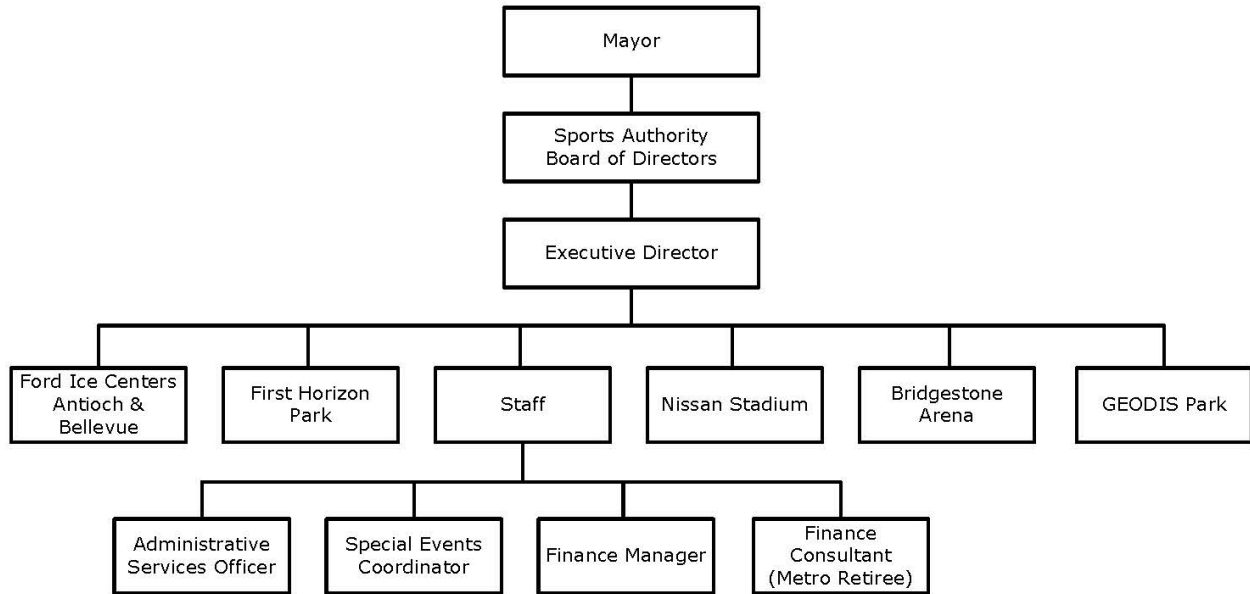 Mayor
Sports Authority
Board of Directors
Executive Director
Ford Ice Centers
Antioch &
Bellevue
First Horizon
Park
Staff
Nissan Stadium
Bridgestone
Arena
GEODIS Park
Administrative
Services Officer
Special Events
Coordinator
Finance Manager
Finance
Consultant
(Metro Retiree)